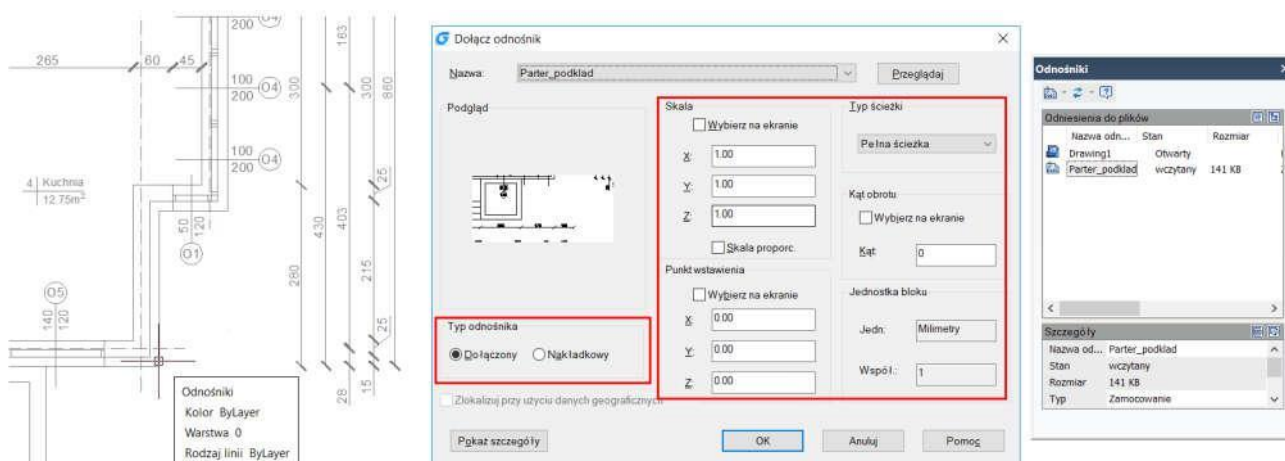 265
60
45
200
04
100
200
04
100
200
04
300
163
300
860
4 Kuchnia
12.75m²
50
120
01
25
430
403
280
215
05
140
120
25
28
15
Odnośniki
Kolor ByLayer
Warstwa 0
Rodzaj linii ByLayer
Dołącz odnośnik
Nazwa: Parter_podklad Przeglądaj
Podgląd
Typ odnośnika
Dołączony Nakładkowy
Zlokalizuj przy użyciu danych geograficznych
Pokaż szczegóły
Skala
Wybierz na ekranie
X: 1.00
Y: 1.00
Z: 1.00
Skala proporc.
Punkt wstawienia
Wybierz na ekranie
X: 0.00
Y: 0.00
Z: 0.00
Typ ścieżki
Pełna ścieżka
Kąt obrotu
Wybierz na ekranie
Kąt: 0
Jednostka bloku
Jedn: Milimetry
Współ.: 1
OK Anuluj Pomoc
Odnośniki
Odniesienia do plików
Nazwa odn... Stan Rozmiar
Drawing1 Otwarty
Parter_podklad wczytany 141 KB
Szczegóły
Nazwa od... Parter_podklad
Stan wczytany
Rozmiar 141 KB
Typ Zamocowanie